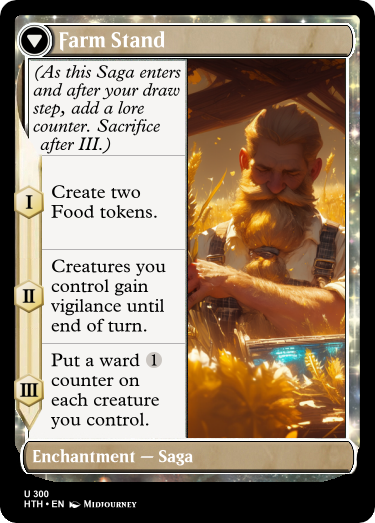 Farm Stand
(As this Saga enters
and after your draw
step, add a lore
counter. Sacrifice
after III.)
I
Create two
Food tokens.
II
Creatures you
control gain
vigilance until
end of turn.
III
Put a ward 1
counter on
each creature
you control.
Enchantment — Saga
U 300
HTH • EN Midjourney